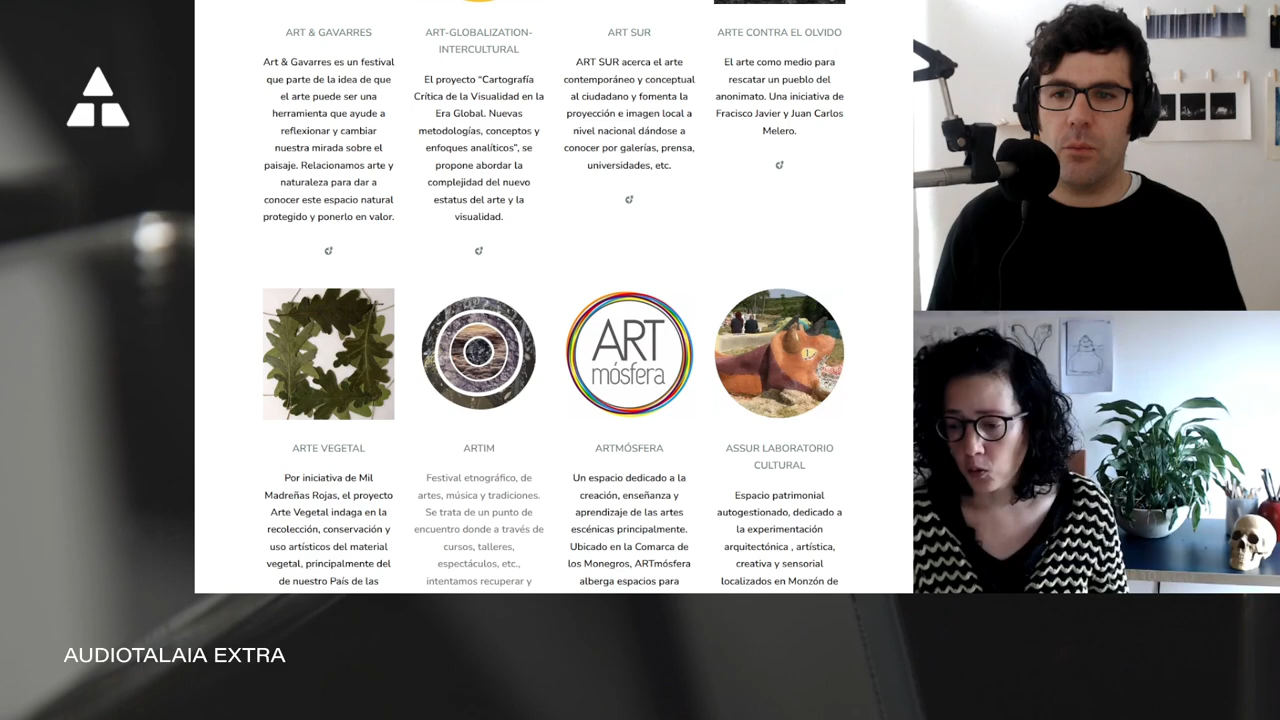 ART & GAVARRES
Art & Gavarres es un festival
que parte de la idea de que
el arte puede ser una
herramienta que ayude a
reflexionar y cambiar
nuestra mirada sobre el
paisaje. Relacionamos arte y
naturaleza para dar a
conocer este espacio natural
protegido y ponerlo en valor.
ART-GLOBALIZATION-
INTERCULTURAL
El proyecto “Cartografía
Crítica de la Visualidad en la
Era Global. Nuevas
metodologías, conceptos y
enfoques analíticos”, se
propone abordar la
complejidad del nuevo
estatus del arte y la
visualidad.
ART SUR
ART SUR acerca el arte
contemporáneo y conceptual
al ciudadano y fomenta la
proyección e imagen local a
nivel nacional dándose a
conocer por galerías, prensa,
universidades, etc.
ARTE CONTRA EL OLVIDO
El arte como medio para
rescatar un pueblo del
anonimato. Una iniciativa de
Fracisco Javier y Juan Carlos
Melero.
ART
mósfera
ARTE VEGETAL
Por iniciativa de Mil
Madreñas Rojas, el proyecto
Arte Vegetal indaga en la
recolección, conservación y
uso artísticos del material
vegetal, principalmente del
de nuestro País de las
ARTIM
Festival etnográfico, de
artes, música y tradiciones.
Se trata de un punto de
encuentro donde a través de
cursos, talleres,
espectáculos, etc.,
intentamos recuperar y
ARTMÓSFERA
Un espacio dedicado a la
creación, enseñanza y
aprendizaje de las artes
escénicas principalmente.
Ubicado en la Comarca de
los Monegros, ARTmósfera
alberga espacios para
ASSUR LABORATORIO
CULTURAL
Espacio patrimonial
autogestionado, dedicado a
la experimentación
arquitectónica , artística,
creativa y sensorial
localizados en Monzón de
AUDIOTALAIA EXTRA